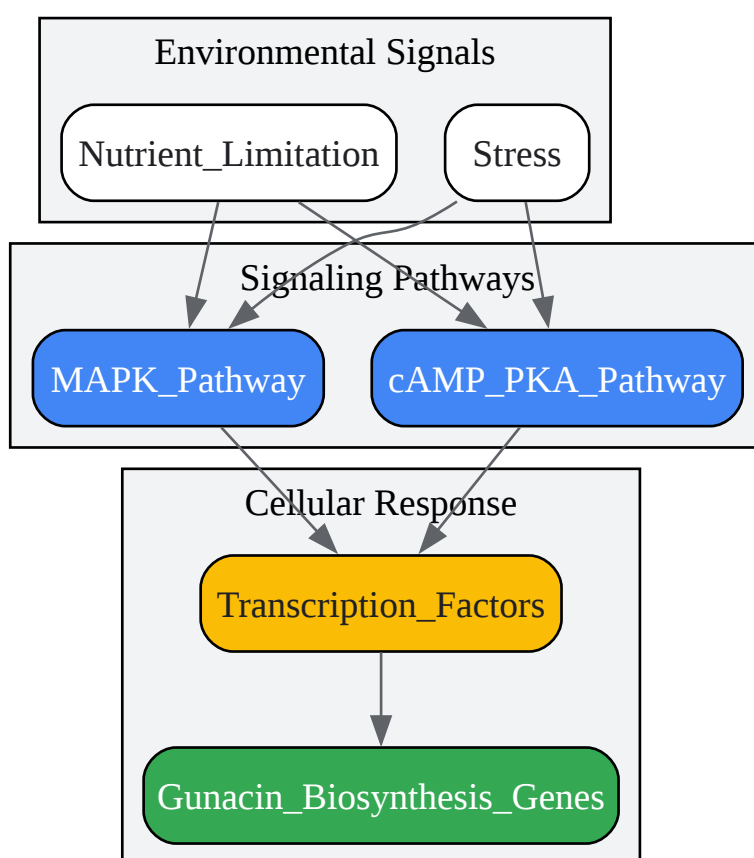 Environmental Signals
Nutrient_Limitation
Stress
Signaling Pathways
MAPK_Pathway
cAMP_PKA_Pathway
Cellular Response
Transcription_Factors
Gunacin_Biosynthesis_Genes